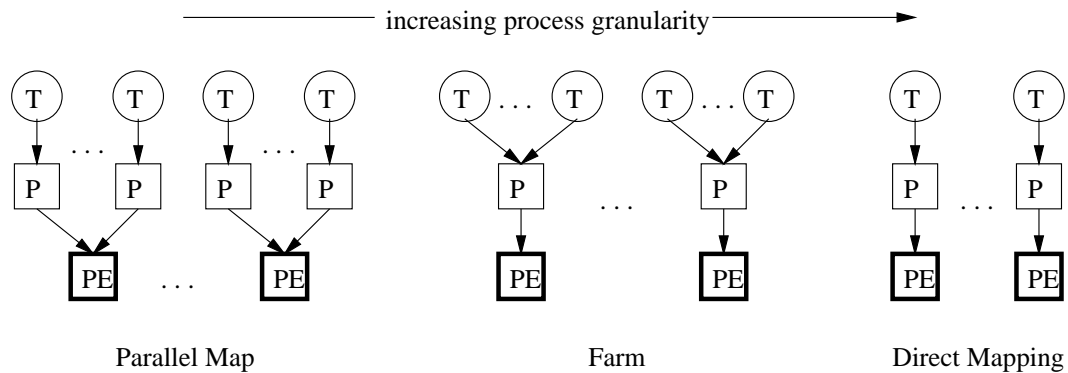 increasing process granularity
T T T T T . . . T T . . . T T T
. . . . . .
P P P P P . . . P P . . . P
PE . . . PE PE PE PE PE
Parallel Map Farm Direct Mapping